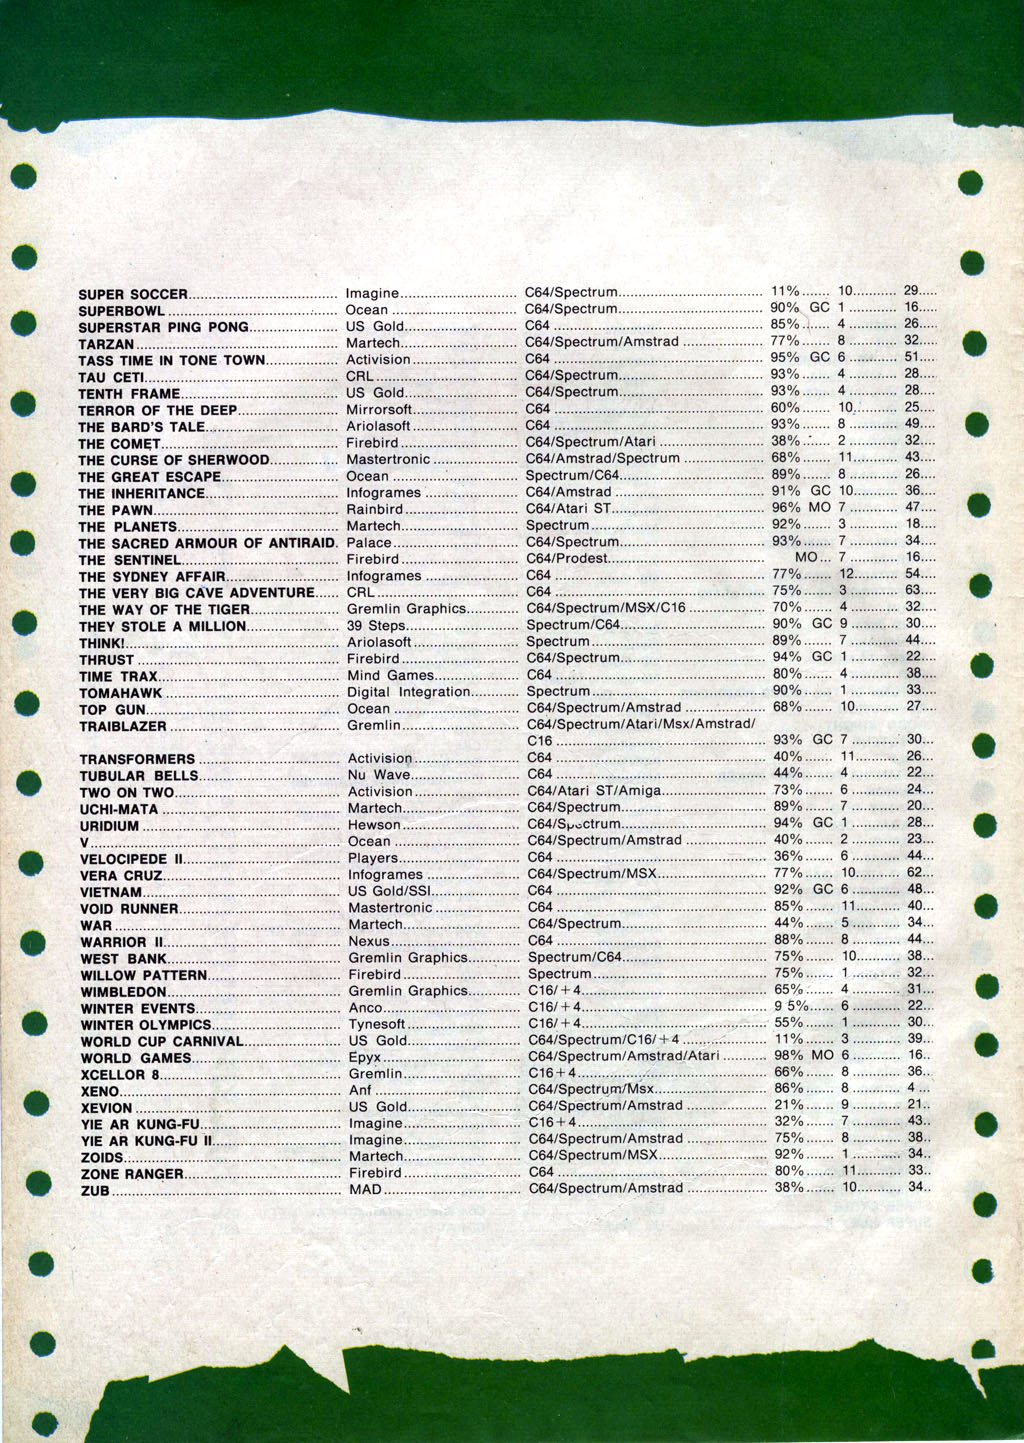 SUPER SOCCER Imagine C64/Spectrum 11% 10 29
SUPERBOWL Ocean C64/Spectrum 90% GC 1 16
SUPERSTAR PING PONG US Gold C64 85% 4 26
TARZAN Martech C64/Spectrum/Amstrad 77% 8 32
TASS TIME IN TONE TOWN Activision C64 95% GC 6 51
TAU CETI CRL C64/Spectrum 93% 4 28
TENTH FRAME US Gold C64/Spectrum 93% 4 28
TERROR OF THE DEEP Mirrorsoft C64 60% 10 25
THE BARD'S TALE Ariolasoft C64 93% 8 49
THE COMET Firebird C64/Spectrum/Atari 38% 2 32
THE CURSE OF SHERWOOD Mastertronic C64/Amstrad/Spectrum 68% 11 43
THE GREAT ESCAPE Ocean Spectrum/C64 89% 8 26
THE INHERITANCE Infogrames C64/Amstrad 91% GC 10 36
THE PAWN Rainbird C64/Atari ST 96% MO 7 47
THE PLANETS Martech Spectrum 92% 3 18
THE SACRED ARMOUR OF ANTIRAID. Palace C64/Spectrum 93% 7 34
THE SENTINEL Firebird C64/Prodest MO 7 16
THE SYDNEY AFFAIR Infogrames C64 77% 12 54
THE VERY BIG CAVE ADVENTURE CRL C64 75% 3 63
THE WAY OF THE TIGER Gremlin Graphics C64/Spectrum/MSX/C16 70% 4 32
THEY STOLE A MILLION 39 Steps Spectrum/C64 90% GC 9 30
THINK! Ariolasoft Spectrum 89% 7 44
THRUST Firebird C64/Spectrum 94% GC 1 22
TIME TRAX Mind Games C64 80% 4 38
TOMAHAWK Digital Integration Spectrum 90% 1 33
TOP GUN Ocean C64/Spectrum/Amstrad 68% 10 27
TRAIBLAZER Gremlin C64/Spectrum/Atari/Msx/Amstrad/
C16 93% GC 7 30
TRANSFORMERS Activision C64 40% 11 26
TUBULAR BELLS Nu Wave C64 44% 4 22
TWO ON TWO Activision C64/Atari ST/Amiga 73% 6 24
UCHI-MATA Martech C64/Spectrum 89% 7 20
URIDIUM Hewson C64/Spectrum 94% GC 1 28
V Ocean C64/Spectrum/Amstrad 40% 2 23
VELOCIPEDE II Players C64 36% 6 44
VERA CRUZ Infogrames C64/Spectrum/MSX 77% 10 62
VIETNAM US Gold/SSI C64 92% GC 6 48
VOID RUNNER Mastertronic C64 85% 11 40
WAR Martech C64/Spectrum 44% 5 34
WARRIOR II Nexus C64 88% 8 44
WEST BANK Gremlin Graphics Spectrum/C64 75% 10 38
WILLOW PATTERN Firebird Spectrum 75% 1 32
WIMBLEDON Gremlin Graphics C16/+4 65% 4 31
WINTER EVENTS Anco C16/+4 9 5% 6 22
WINTER OLYMPICS Tynesoft C16/+4 55% 1 30
WORLD CUP CARNIVAL US Gold C64/Spectrum/C16/+4 11% 3 39
WORLD GAMES Epyx C64/Spectrum/Amstrad/Atari 98% MO 6 16
XCELLOR 8 Gremlin C16+4 66% 8 36
XENO Anf C64/Spectrum/Msx 86% 8 4
XEVION US Gold C64/Spectrum/Amstrad 21% 9 21
YIE AR KUNG-FU Imagine C16+4 32% 7 43
YIE AR KUNG-FU II Imagine C64/Spectrum/Amstrad 75% 8 38
ZOIDS Martech C64/Spectrum/MSX 92% 1 34
ZONE RANGER Firebird C64 80% 11 33
ZUB MAD C64/Spectrum/Amstrad 38% 10 34